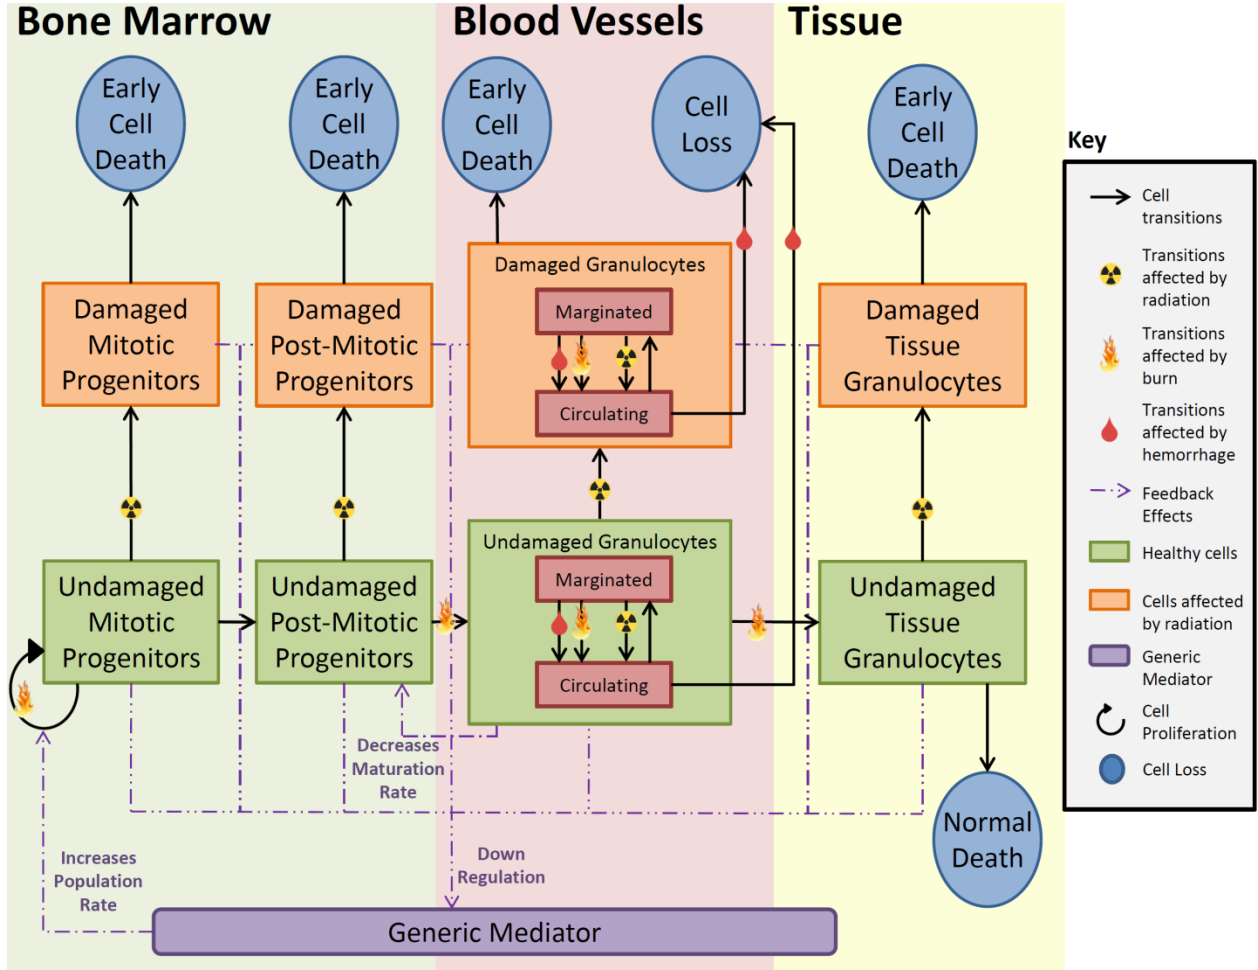 Bone Marrow
Blood Vessels
Tissue
Early
Cell
Death
Early
Cell
Death
Early
Cell
Death
Cell
Loss
Early
Cell
Death
Damaged
Mitotic
Progenitors
Damaged
Post-Mitotic
Progenitors
Damaged Granulocytes
Marginated
Circulating
Damaged
Tissue
Granulocytes
Undamaged
Mitotic
Progenitors
Undamaged
Post-Mitotic
Progenitors
Undamaged Granulocytes
Marginated
Circulating
Undamaged
Tissue
Granulocytes
Decreases
Maturation
Rate
Normal
Death
Increases
Population
Rate
Down
Regulation
Generic Mediator
Key
Cell
transitions
Transitions
affected by
radiation
Transitions
affected by
burn
Transitions
affected by
hemorrhage
Feedback
Effects
Healthy cells
Cells affected
by radiation
Generic
Mediator
Cell
Proliferation
Cell Loss